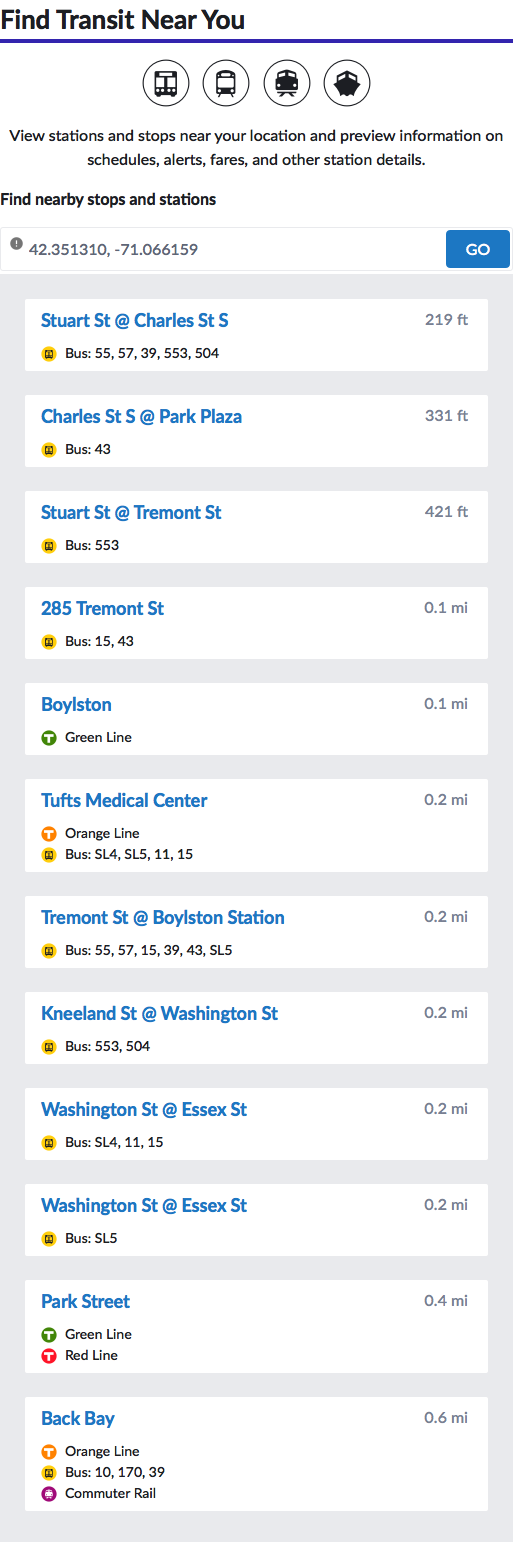 Find Transit Near You
View stations and stops near your location and preview information on
schedules, alerts, fares, and other station details.
Find nearby stops and stations
42.351310, -71.066159
GO
Stuart St @ Charles St S
219 ft
Bus: 55, 57, 39, 553, 504
Charles St S @ Park Plaza
331 ft
Bus: 43
Stuart St @ Tremont St
421 ft
Bus: 553
285 Tremont St
0.1 mi
Bus: 15, 43
Boylston
0.1 mi
T Green Line
Tufts Medical Center
0.2 mi
T Orange Line
Bus: SL4, SL5, 11, 15
Tremont St @ Boylston Station
0.2 mi
Bus: 55, 57, 15, 39, 43, SL5
Kneeland St @ Washington St
0.2 mi
Bus: 553, 504
Washington St @ Essex St
0.2 mi
Bus: SL4, 11, 15
Washington St @ Essex St
0.2 mi
Bus: SL5
Park Street
0.4 mi
T Green Line
T Red Line
Back Bay
0.6 mi
T Orange Line
Bus: 10, 170, 39
Commuter Rail